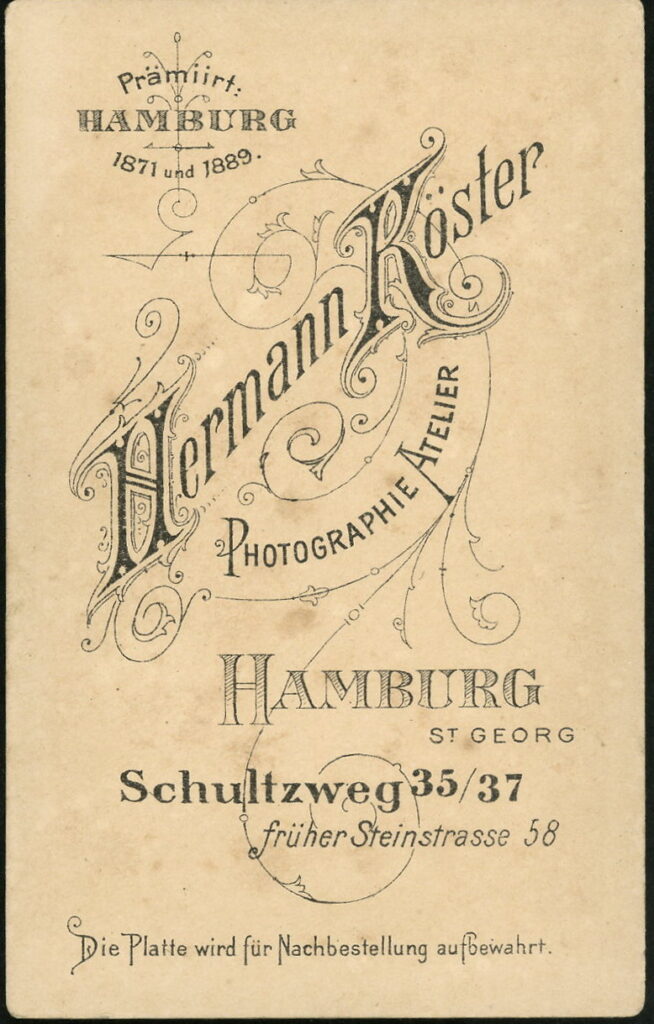 Prämiirt:
HAMBURG
1871 und 1889.
Hermann Köster
PHOTOGRAPHIE ATELIER
HAMBURG
ST GEORG
Schultzweg 35/37
früher Steinstrasse 58
Die Platte wird für Nachbestellung aufbewahrt.